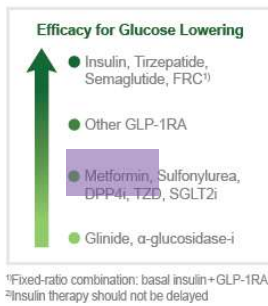 Efficacy for Glucose Lowering
Insulin, Tirzepatide,
Semaglutide, FRC¹⁾
Other GLP-1RA
Metformin, Sulfonylurea,
DPP4i, TZD, SGLT2i
Glinide, α-glucosidase-i
¹⁾Fixed-ratio combination: basal insulin+GLP-1RA
²⁾Insulin therapy should not be delayed